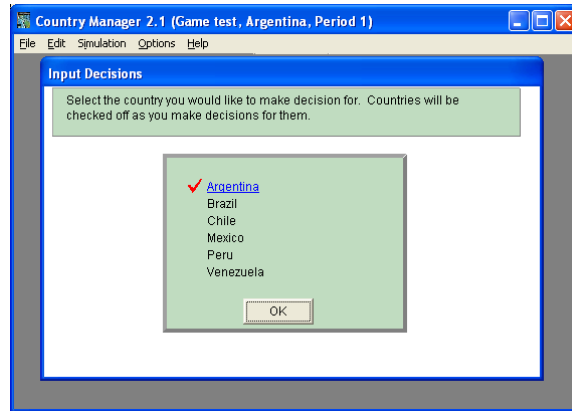 Country Manager 2.1 (Game test, Argentina, Period 1)
File Edit Simulation Options Help
Input Decisions
Select the country you would like to make decision for. Countries will be
checked off as you make decisions for them.
Argentina
Brazil
Chile
Mexico
Peru
Venezuela
OK